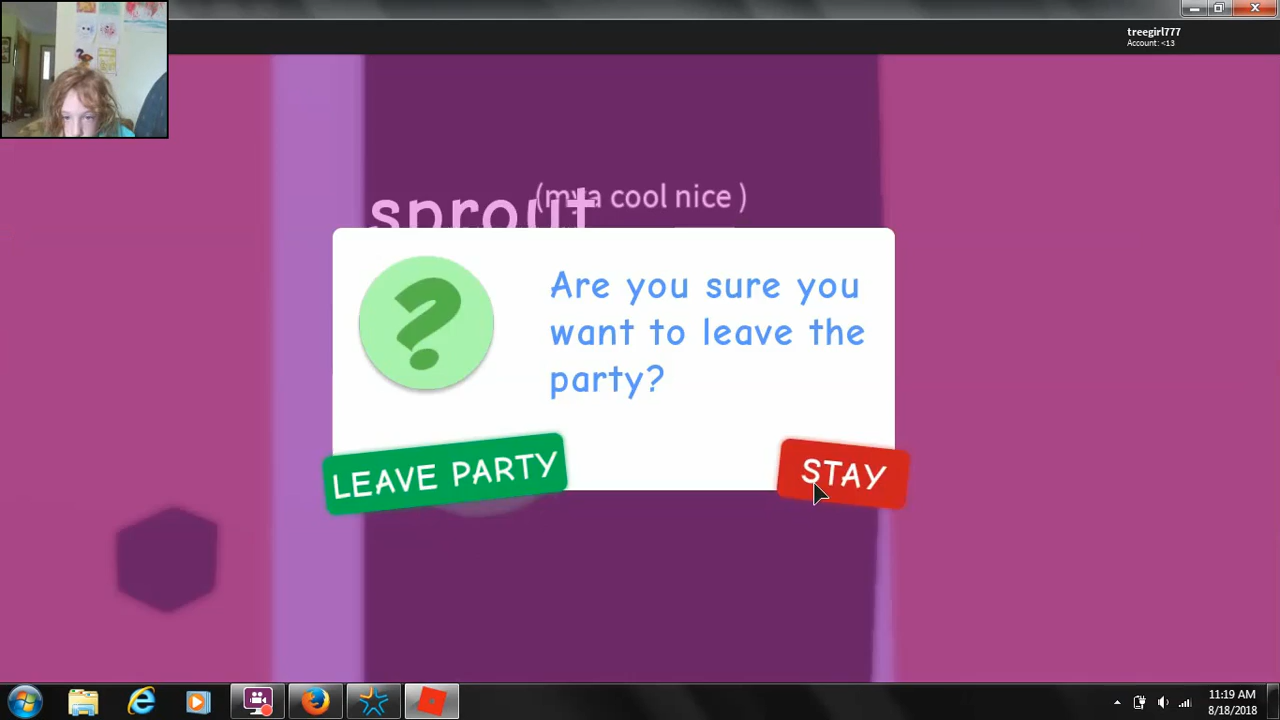 treegirl777
Account: <13
(mya cool nice )
sprout
Are you sure you
want to leave the
party?
LEAVE PARTY
STAY
11:19 AM
8/18/2018